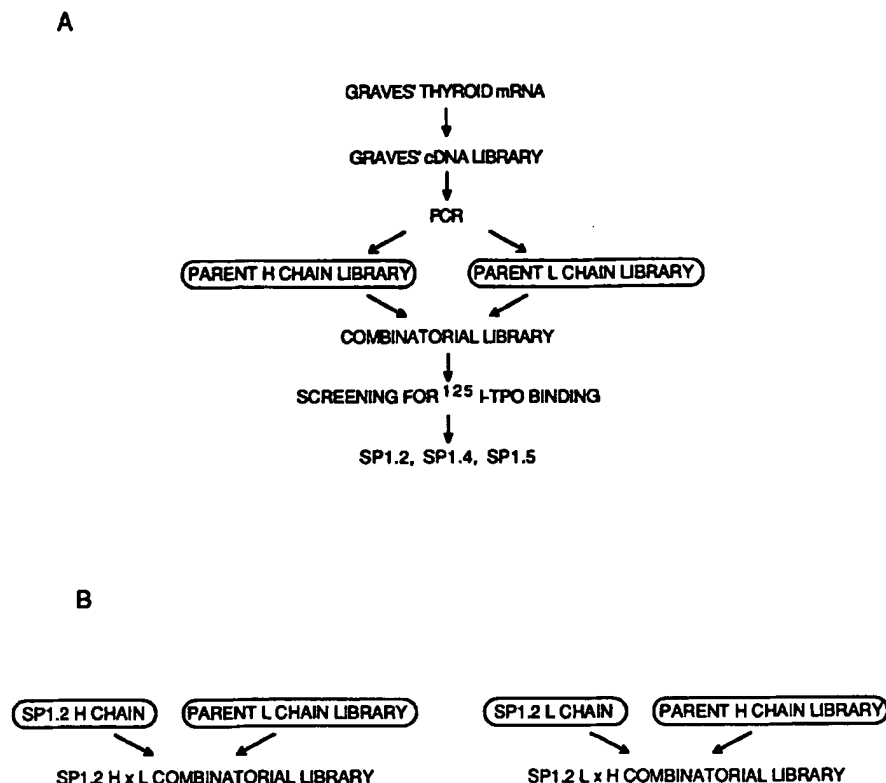 A
GRAVES' THYROID mRNA
GRAVES' cDNA LIBRARY
PCR
PARENT H CHAIN LIBRARY PARENT L CHAIN LIBRARY
COMBINATORIAL LIBRARY
SCREENING FOR 125 I-TPO BINDING
SP1.2, SP1.4, SP1.5
B
SP1.2 H CHAIN PARENT L CHAIN LIBRARY SP1.2 L CHAIN PARENT H CHAIN LIBRARY
SP1.2 H x L COMBINATORIAL LIBRARY SP1.2 L x H COMBINATORIAL LIBRARY